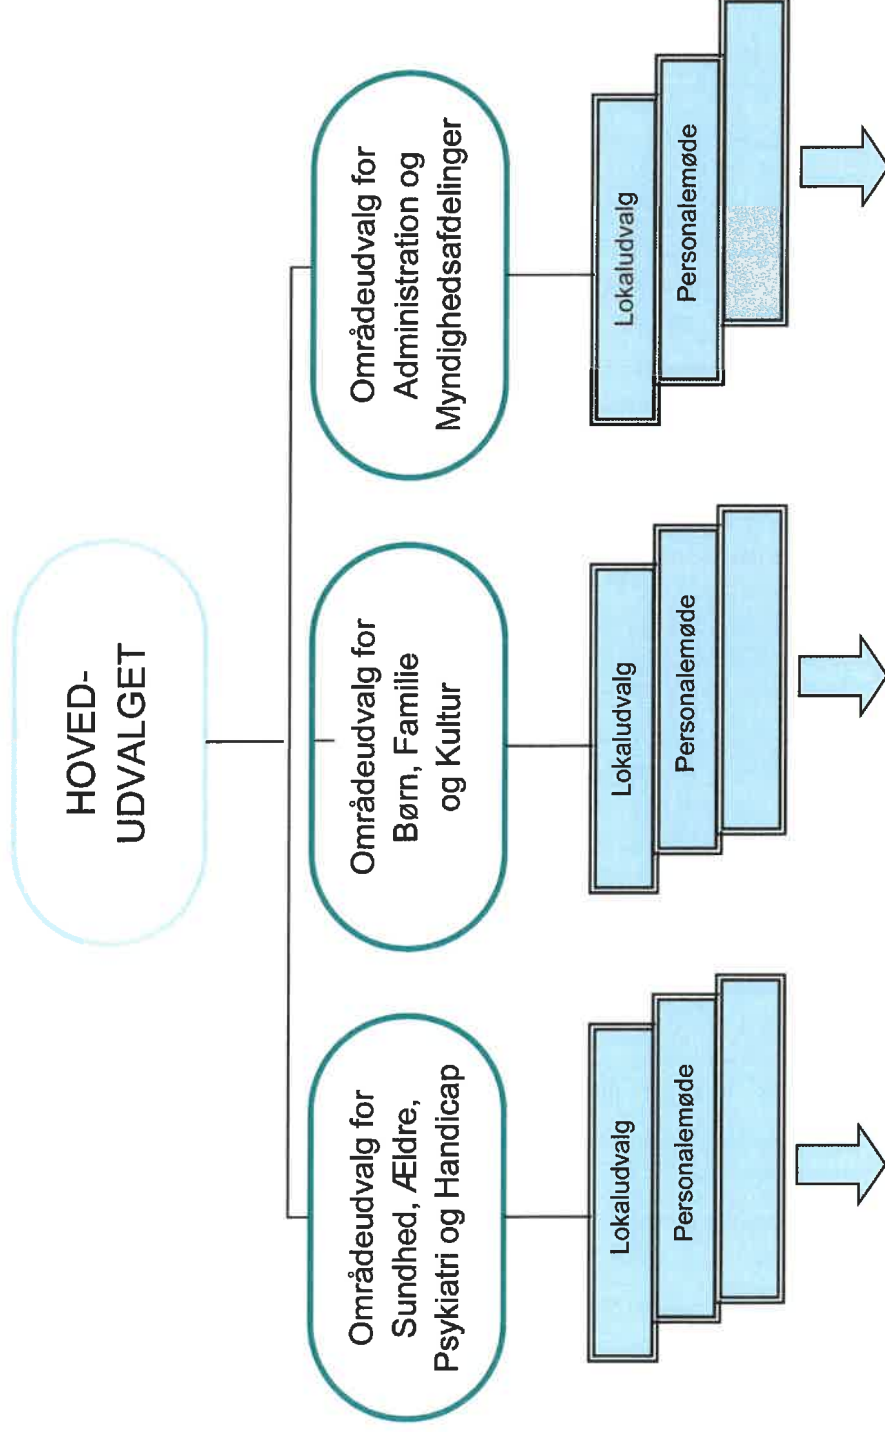 HOVED-
UDVALGET
Områdeudvalg for
Sundhed, Ældre,
Psykiatri og Handicap
Områdeudvalg for
Børn, Familie
og Kultur
Områdeudvalg for
Administration og
Myndighedsafdelinger
Lokaludvalg
Personalemøde
Lokaludvalg
Personalemøde
Lokaludvalg
Personalemøde